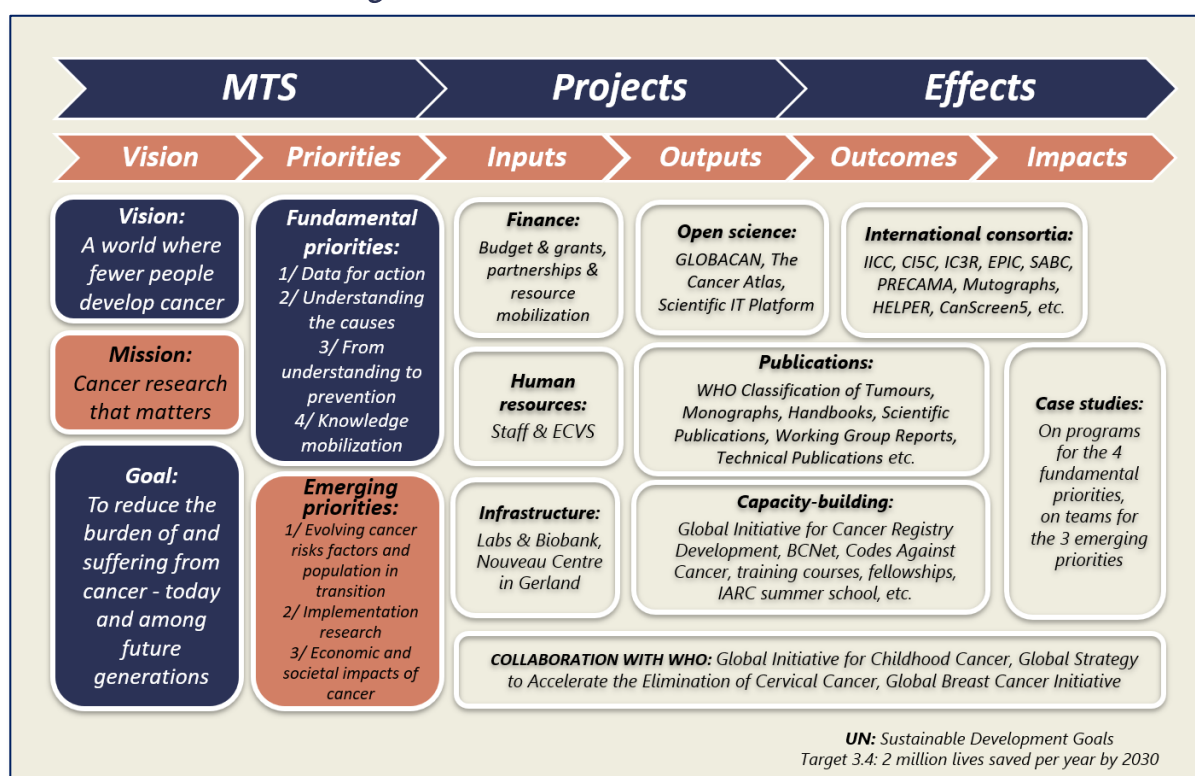 MTS
Projects
Effects
Vision
Priorities
Inputs
Outputs
Outcomes
Impacts
Vision:
A world where
fewer people
develop cancer
Mission:
Cancer research
that matters
Goal:
To reduce the
burden of and
suffering from
cancer - today
and among
future
generations
Fundamental
priorities:
1/ Data for action
2/ Understanding
the causes
3/ From
understanding to
prevention
4/ Knowledge
mobilization
Emerging
priorities:
1/ Evolving cancer
risks factors and
population in
transition
2/ Implementation
research
3/ Economic and
societal impacts of
cancer
Finance:
Budget & grants,
partnerships &
resource
mobilization
Human
resources:
Staff & ECVS
Infrastructure:
Labs & Biobank,
Nouveau Centre
in Gerland
Open science:
GLOBACAN, The
Cancer Atlas,
Scientific IT Platform
International consortia:
IICC, CI5C, IC3R, EPIC, SABC,
PRECAMA, Mutographs,
HELPER, CanScreen5, etc.
Publications:
WHO Classification of Tumours,
Monographs, Handbooks, Scientific
Publications, Working Group Reports,
Technical Publications etc.
Capacity-building:
Global Initiative for Cancer Registry
Development, BCNet, Codes Against
Cancer, training courses, fellowships,
IARC summer school, etc.
Case studies:
On programs
for the 4
fundamental
priorities,
on teams for
the 3 emerging
priorities
COLLABORATION WITH WHO: Global Initiative for Childhood Cancer, Global Strategy
to Accelerate the Elimination of Cervical Cancer, Global Breast Cancer Initiative
UN: Sustainable Development Goals
Target 3.4: 2 million lives saved per year by 2030